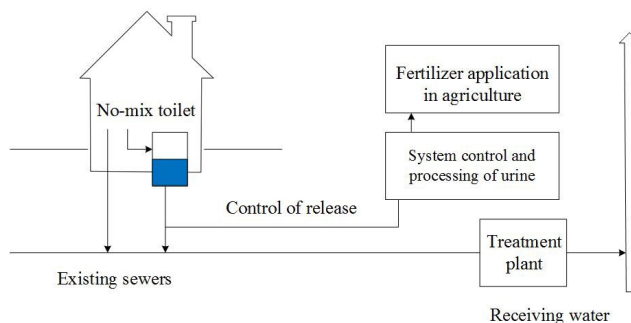 Fertilizer application
in agriculture
No-mix toilet
System control and
processing of urine
Control of release
Treatment
plant
Existing sewers
Receiving water